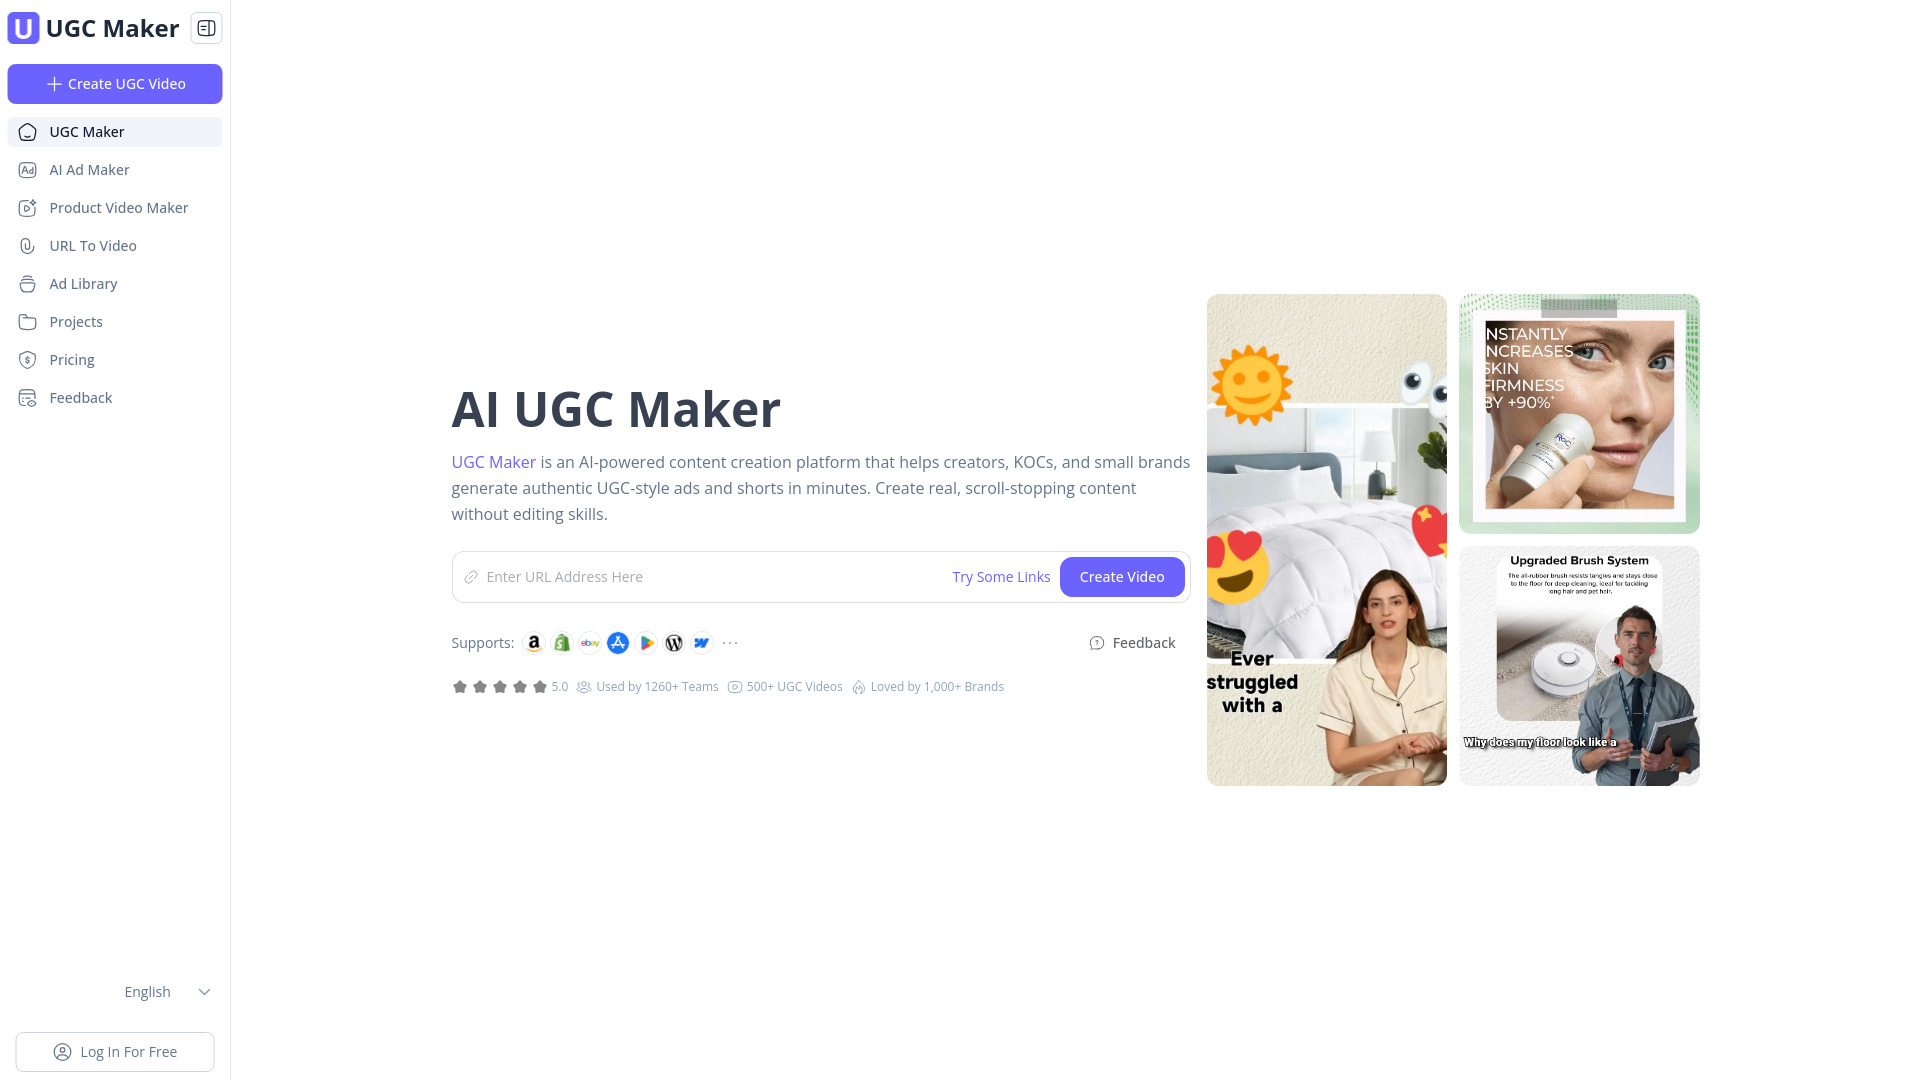 U UGC Maker
Create UGC Video
UGC Maker
Ad AI Ad Maker
Product Video Maker
URL To Video
Ad Library
Projects
Pricing
Feedback
English
Log In For Free
AI UGC Maker
UGC Maker is an AI-powered content creation platform that helps creators, KOCs, and small brands
generate authentic UGC-style ads and shorts in minutes. Create real, scroll-stopping content
without editing skills.
Enter URL Address Here
Try Some Links
Create Video
Supports:
ebay
...
Feedback
5.0
Used by 1260+ Teams
500+ UGC Videos
Loved by 1,000+ Brands
Ever
struggled
with a
NSTANTLY
NCREASES
SKIN
FIRMNESS
BY +90%*
RoC
Upgraded Brush System
The all-rubber brush resists tangles and stays close
to the floor for deep cleaning, ideal for tackling
long hair and pet hair.
Why does my floor look like a